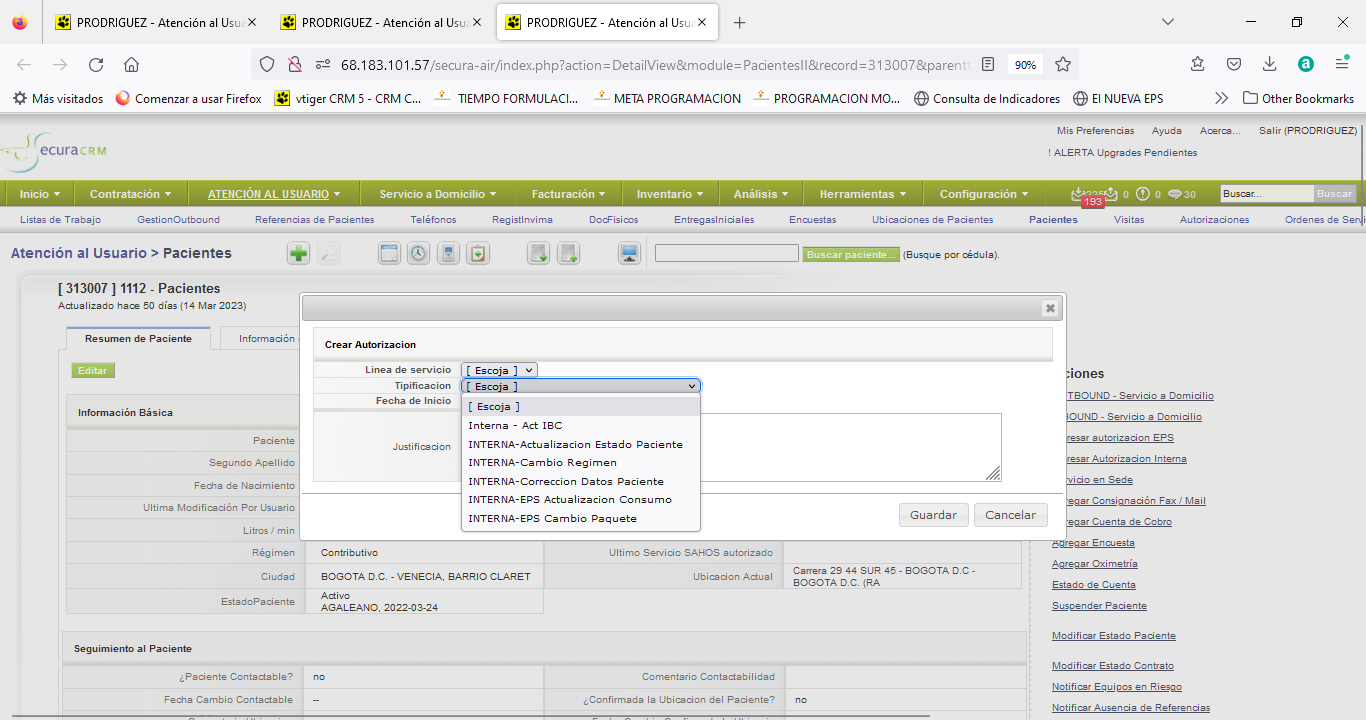 PRODRIGUEZ - Atención al Usu
PRODRIGUEZ - Atención al Usu
PRODRIGUEZ - Atención al Usu
68.183.101.57/secura-air/index.php?action=DetailView&module=PacientesII&record=313007&parentt
90%
a
Más visitados
Comenzar a usar Firefox
vtiger CRM 5 - CRM C...
TIEMPO FORMULACI...
META PROGRAMACION
PROGRAMACION MO...
Consulta de Indicadores
EI NUEVA EPS
Other Bookmarks
ecuraCRM
Mis Preferencias Ayuda Acerca... Salir (PRODRIGUEZ)
! ALERTA Upgrades Pendientes
Inicio
Contratación
ATENCIÓN AL USUARIO
Servicio a Domicilio
Facturación
Inventario
Análisis
Herramientas
Configuración
0
0
30
193
Buscar...
Buscar
Listas de Trabajo
GestionOutbound
Referencias de Pacientes
Teléfonos
RegistInvima
DocFisicos
EntregasIniciales
Encuestas
Ubicaciones de Pacientes
Pacientes
Visitas
Autorizaciones
Ordenes de Servi
Atención al Usuario > Pacientes
Buscar paciente...
(Busque por cédula).
[ 313007 ] 1112 - Pacientes
Actualizado hace 50 días (14 Mar 2023)
Resumen de Paciente
Información
Editar
Información Básica
Paciente
Segundo Apellido
Fecha de Nacimiento
Ultima Modificación Por Usuario
Litros / min
Régimen
Contributivo
Ultimo Servicio SAHOS autorizado
Ciudad
BOGOTA D.C. - VENECIA, BARRIO CLARET
Ubicacion Actual
Carrera 29 44 SUR 45 - BOGOTA D.C -
BOGOTA D.C. (RA
EstadoPaciente
Activo
AGALEANO, 2022-03-24
Seguimiento al Paciente
¿Paciente Contactable?
no
Comentario Contactabilidad
Fecha Cambio Contactable
--
¿Confirmada la Ubicacion del Paciente?
no
Crear Autorizacion
Linea de servicio
[ Escoja ]
Tipificacion
[ Escoja ]
Fecha de Inicio
Justificacion
[ Escoja ]
Interna - Act IBC
INTERNA-Actualizacion Estado Paciente
INTERNA-Cambio Regimen
INTERNA-Correccion Datos Paciente
INTERNA-EPS Actualizacion Consumo
INTERNA-EPS Cambio Paquete
Guardar
Cancelar
ciones
TBOUND - Servicio a Domicilio
BOUND - Servicio a Domicilio
resar autorizacion EPS
resar Autorizacion Interna
rvicio en Sede
regar Consignación Fax / Mail
regar Cuenta de Cobro
Agregar Encuesta
Agregar Oximetría
Estado de Cuenta
Suspender Paciente
Modificar Estado Paciente
Modificar Estado Contrato
Notificar Equipos en Riesgo
Notificar Ausencia de Referencias